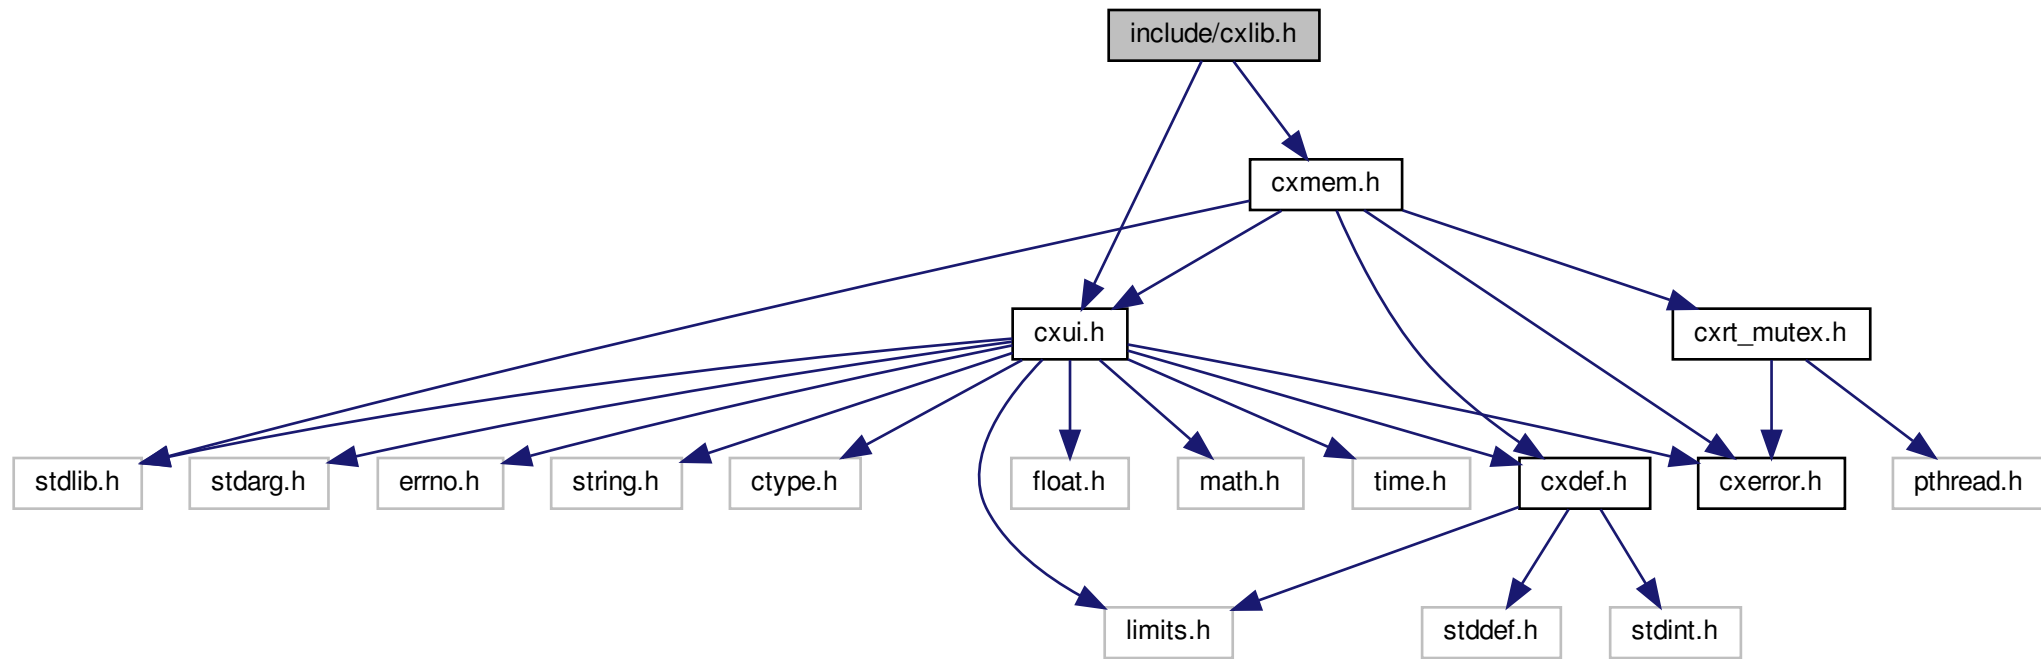 include/cxlib.h
cxmem.h
cxui.h
cxrt_mutex.h
stdlib.h
stdarg.h
errno.h
string.h
ctype.h
float.h
math.h
time.h
cxdef.h
cxerror.h
pthread.h
limits.h
stddef.h
stdint.h